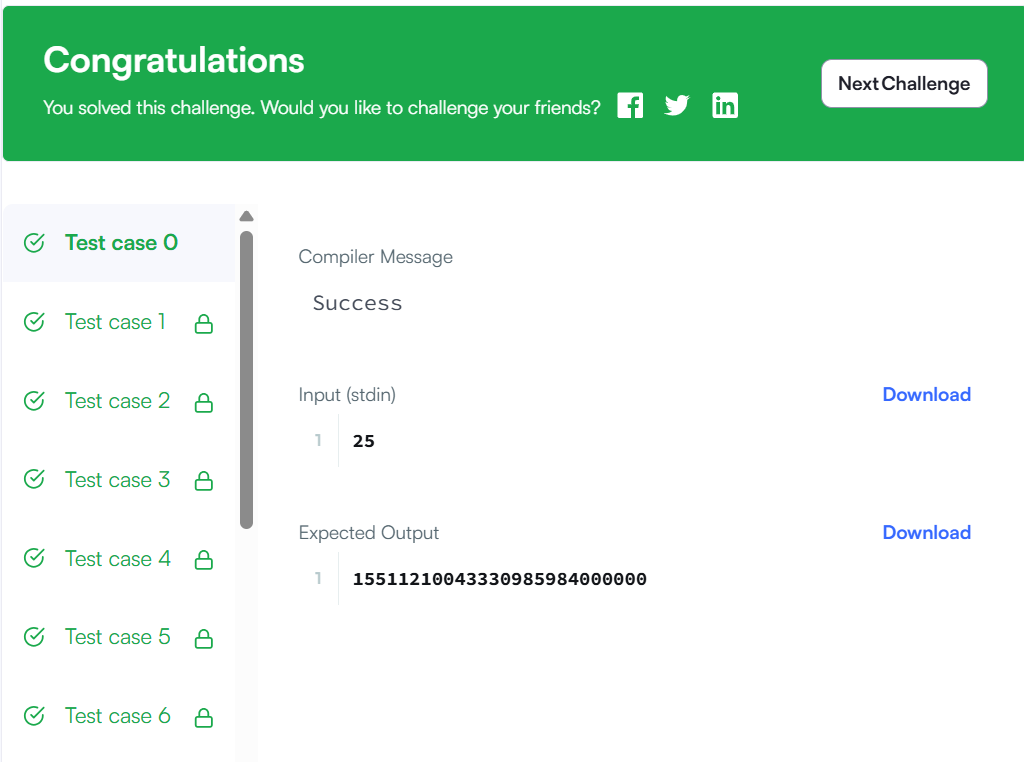 Congratulations
You solved this challenge. Would you like to challenge your friends?
Next Challenge
Test case 0
Test case 1
Test case 2
Test case 3
Test case 4
Test case 5
Test case 6
Compiler Message
Success
Input (stdin)
Download
1 25
Expected Output
Download
1 15511210043330985984000000